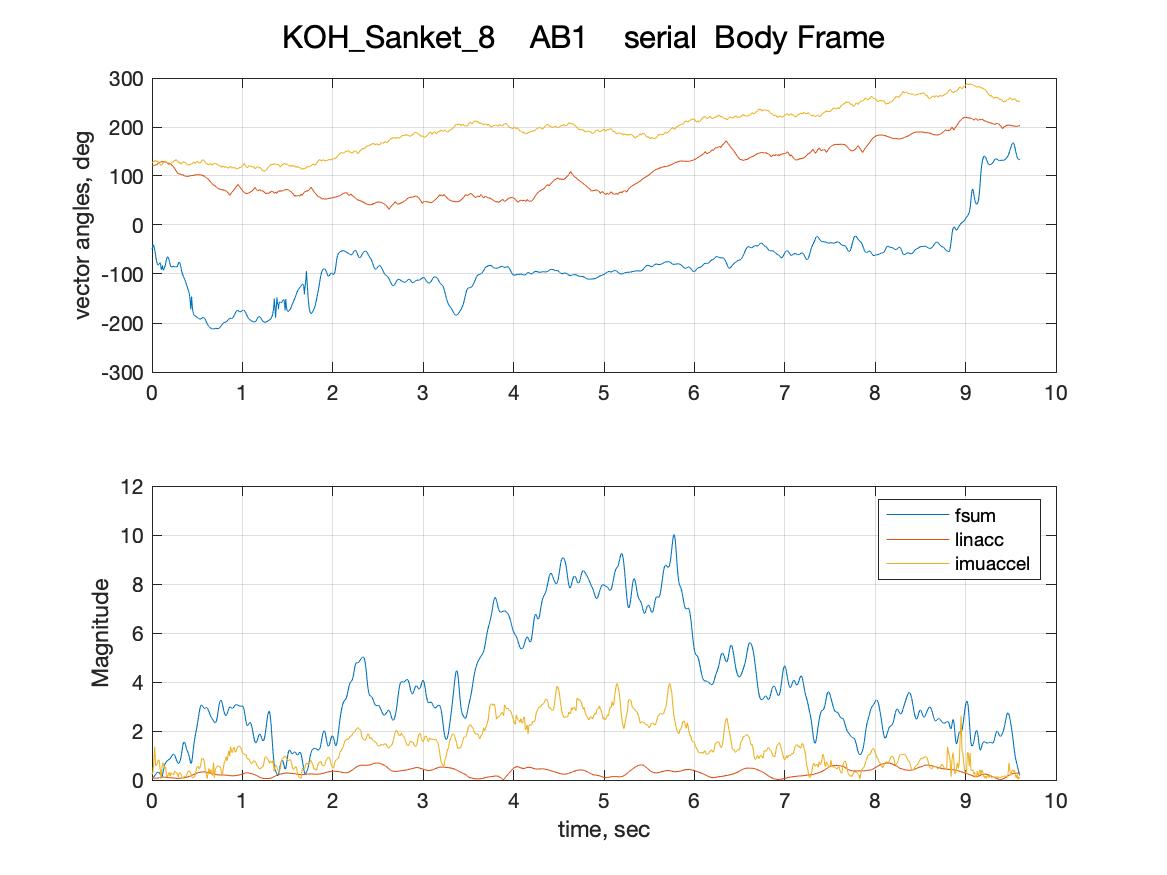 KOH_Sanket_8 AB1 serial Body Frame
300
200
100
0
-100
-200
-300
vector angles, deg
0 1 2 3 4 5 6 7 8 9 10
12
10
8
6
4
2
0
Magnitude
fsum
linacc
imuaccel
0 1 2 3 4 5 6 7 8 9 10
time, sec